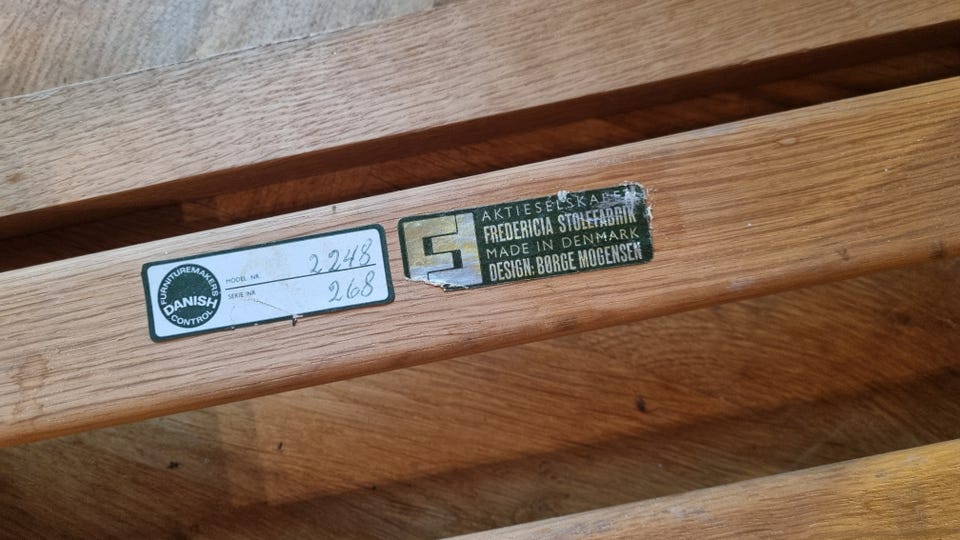 FURNITUREMAKERS
DANISH
CONTROL
MODEL NR. 2248
SERIE NR. 268
AKTIESELSKABET
FREDERICIA STOLEFABRIK
MADE IN DENMARK
DESIGN: BØRGE MOGENSEN